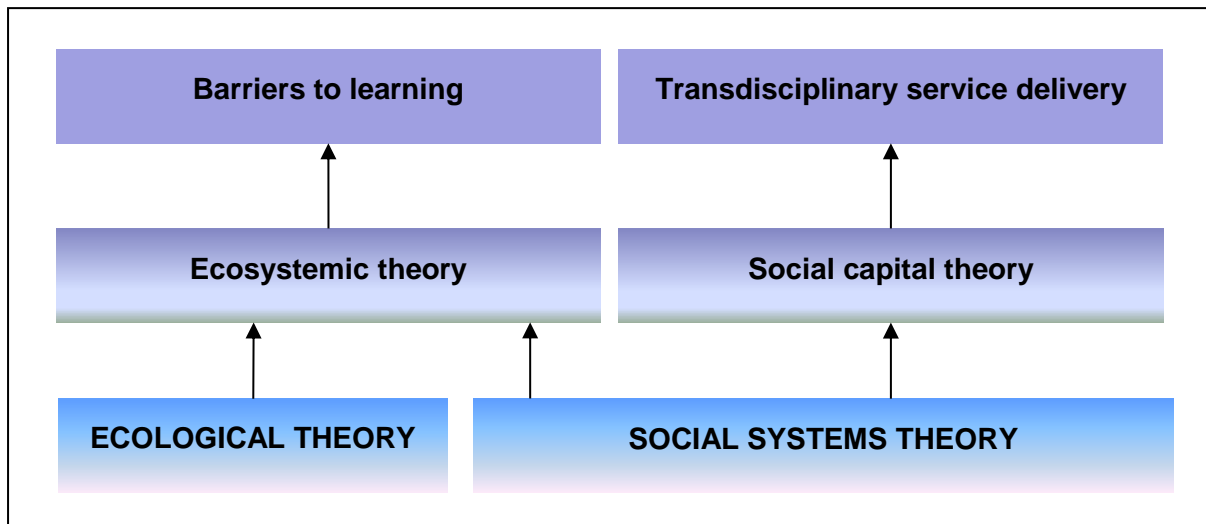 Barriers to learning
Transdisciplinary service delivery
Ecosystemic theory
Social capital theory
ECOLOGICAL THEORY
SOCIAL SYSTEMS THEORY